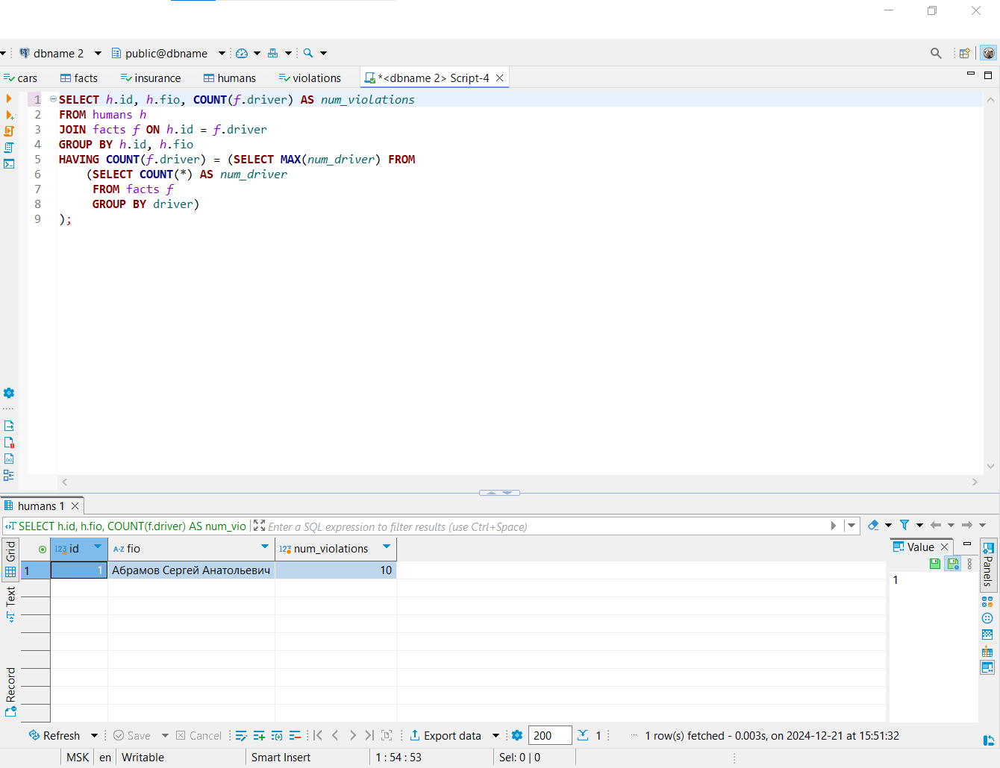 dbname 2 public@dbname
cars facts insurance humans violations *<dbname 2> Script-4
1 SELECT h.id, h.fio, COUNT(f.driver) AS num_violations
2 FROM humans h
3 JOIN facts f ON h.id = f.driver
4 GROUP BY h.id, h.fio
5 HAVING COUNT(f.driver) = (SELECT MAX(num_driver) FROM
6 (SELECT COUNT(*) AS num_driver
7 FROM facts f
8 GROUP BY driver)
9 );
humans 1
SELECT h.id, h.fio, COUNT(f.driver) AS num_vio Enter a SQL expression to filter results (use Ctrl+Space)
Grid
Text
Record
123 id A-Z fio 123 num_violations
1 1 Абрамов Сергей Анатольевич 10
Value
1
Panels
Refresh Save Cancel Export data 200 1 1 row(s) fetched - 0.003s, on 2024-12-21 at 15:51:32
MSK en Writable Smart Insert 1 : 54 : 53 Sel: 0 | 0